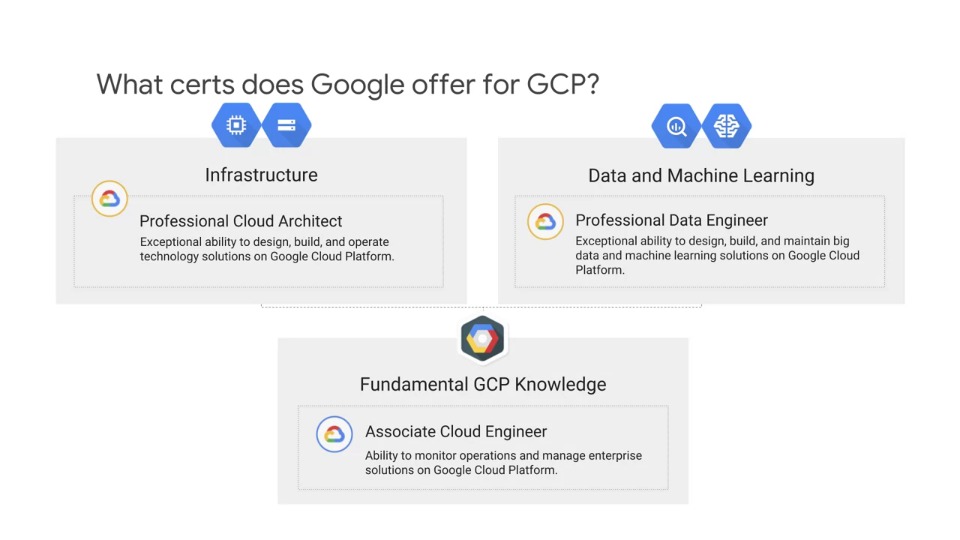 What certs does Google offer for GCP?
Infrastructure
Professional Cloud Architect
Exceptional ability to design, build, and operate
technology solutions on Google Cloud Platform.
Data and Machine Learning
Professional Data Engineer
Exceptional ability to design, build, and maintain big
data and machine learning solutions on Google Cloud
Platform.
Fundamental GCP Knowledge
Associate Cloud Engineer
Ability to monitor operations and manage enterprise
solutions on Google Cloud Platform.